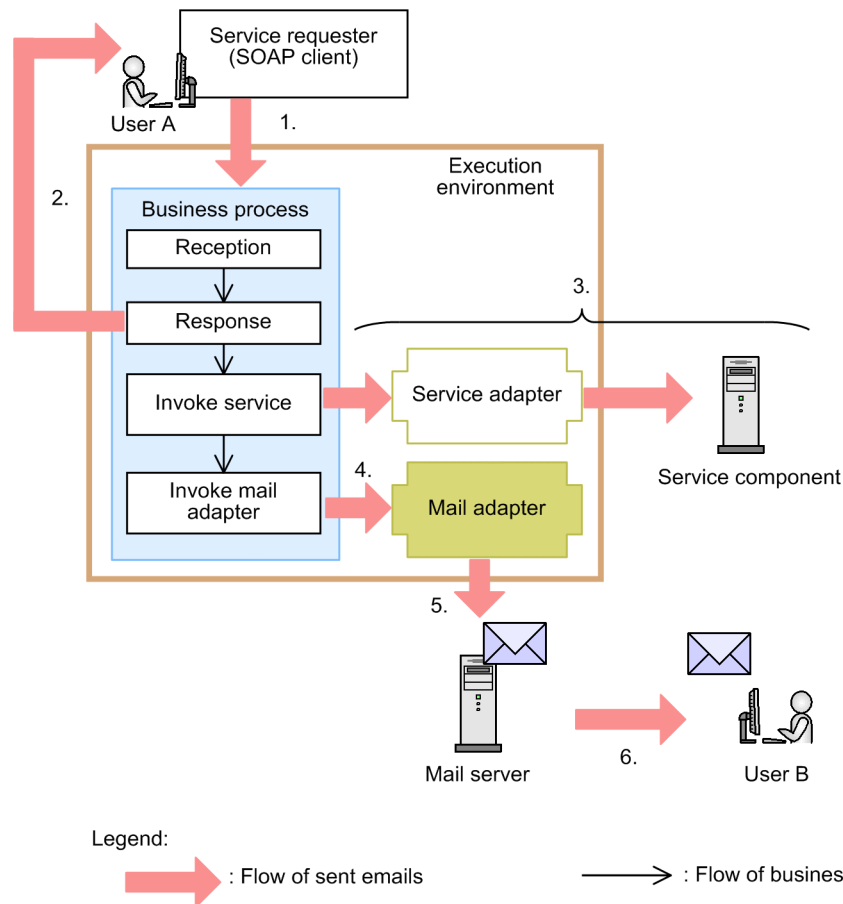 Service requester
(SOAP client)
User A
1.
Execution
environment
2.
Business process
Reception
3.
Response
Invoke service
Service adapter
Service component
4.
Invoke mail
adapter
Mail adapter
5.
Mail server
6.
User B
Legend:
: Flow of sent emails
: Flow of busines